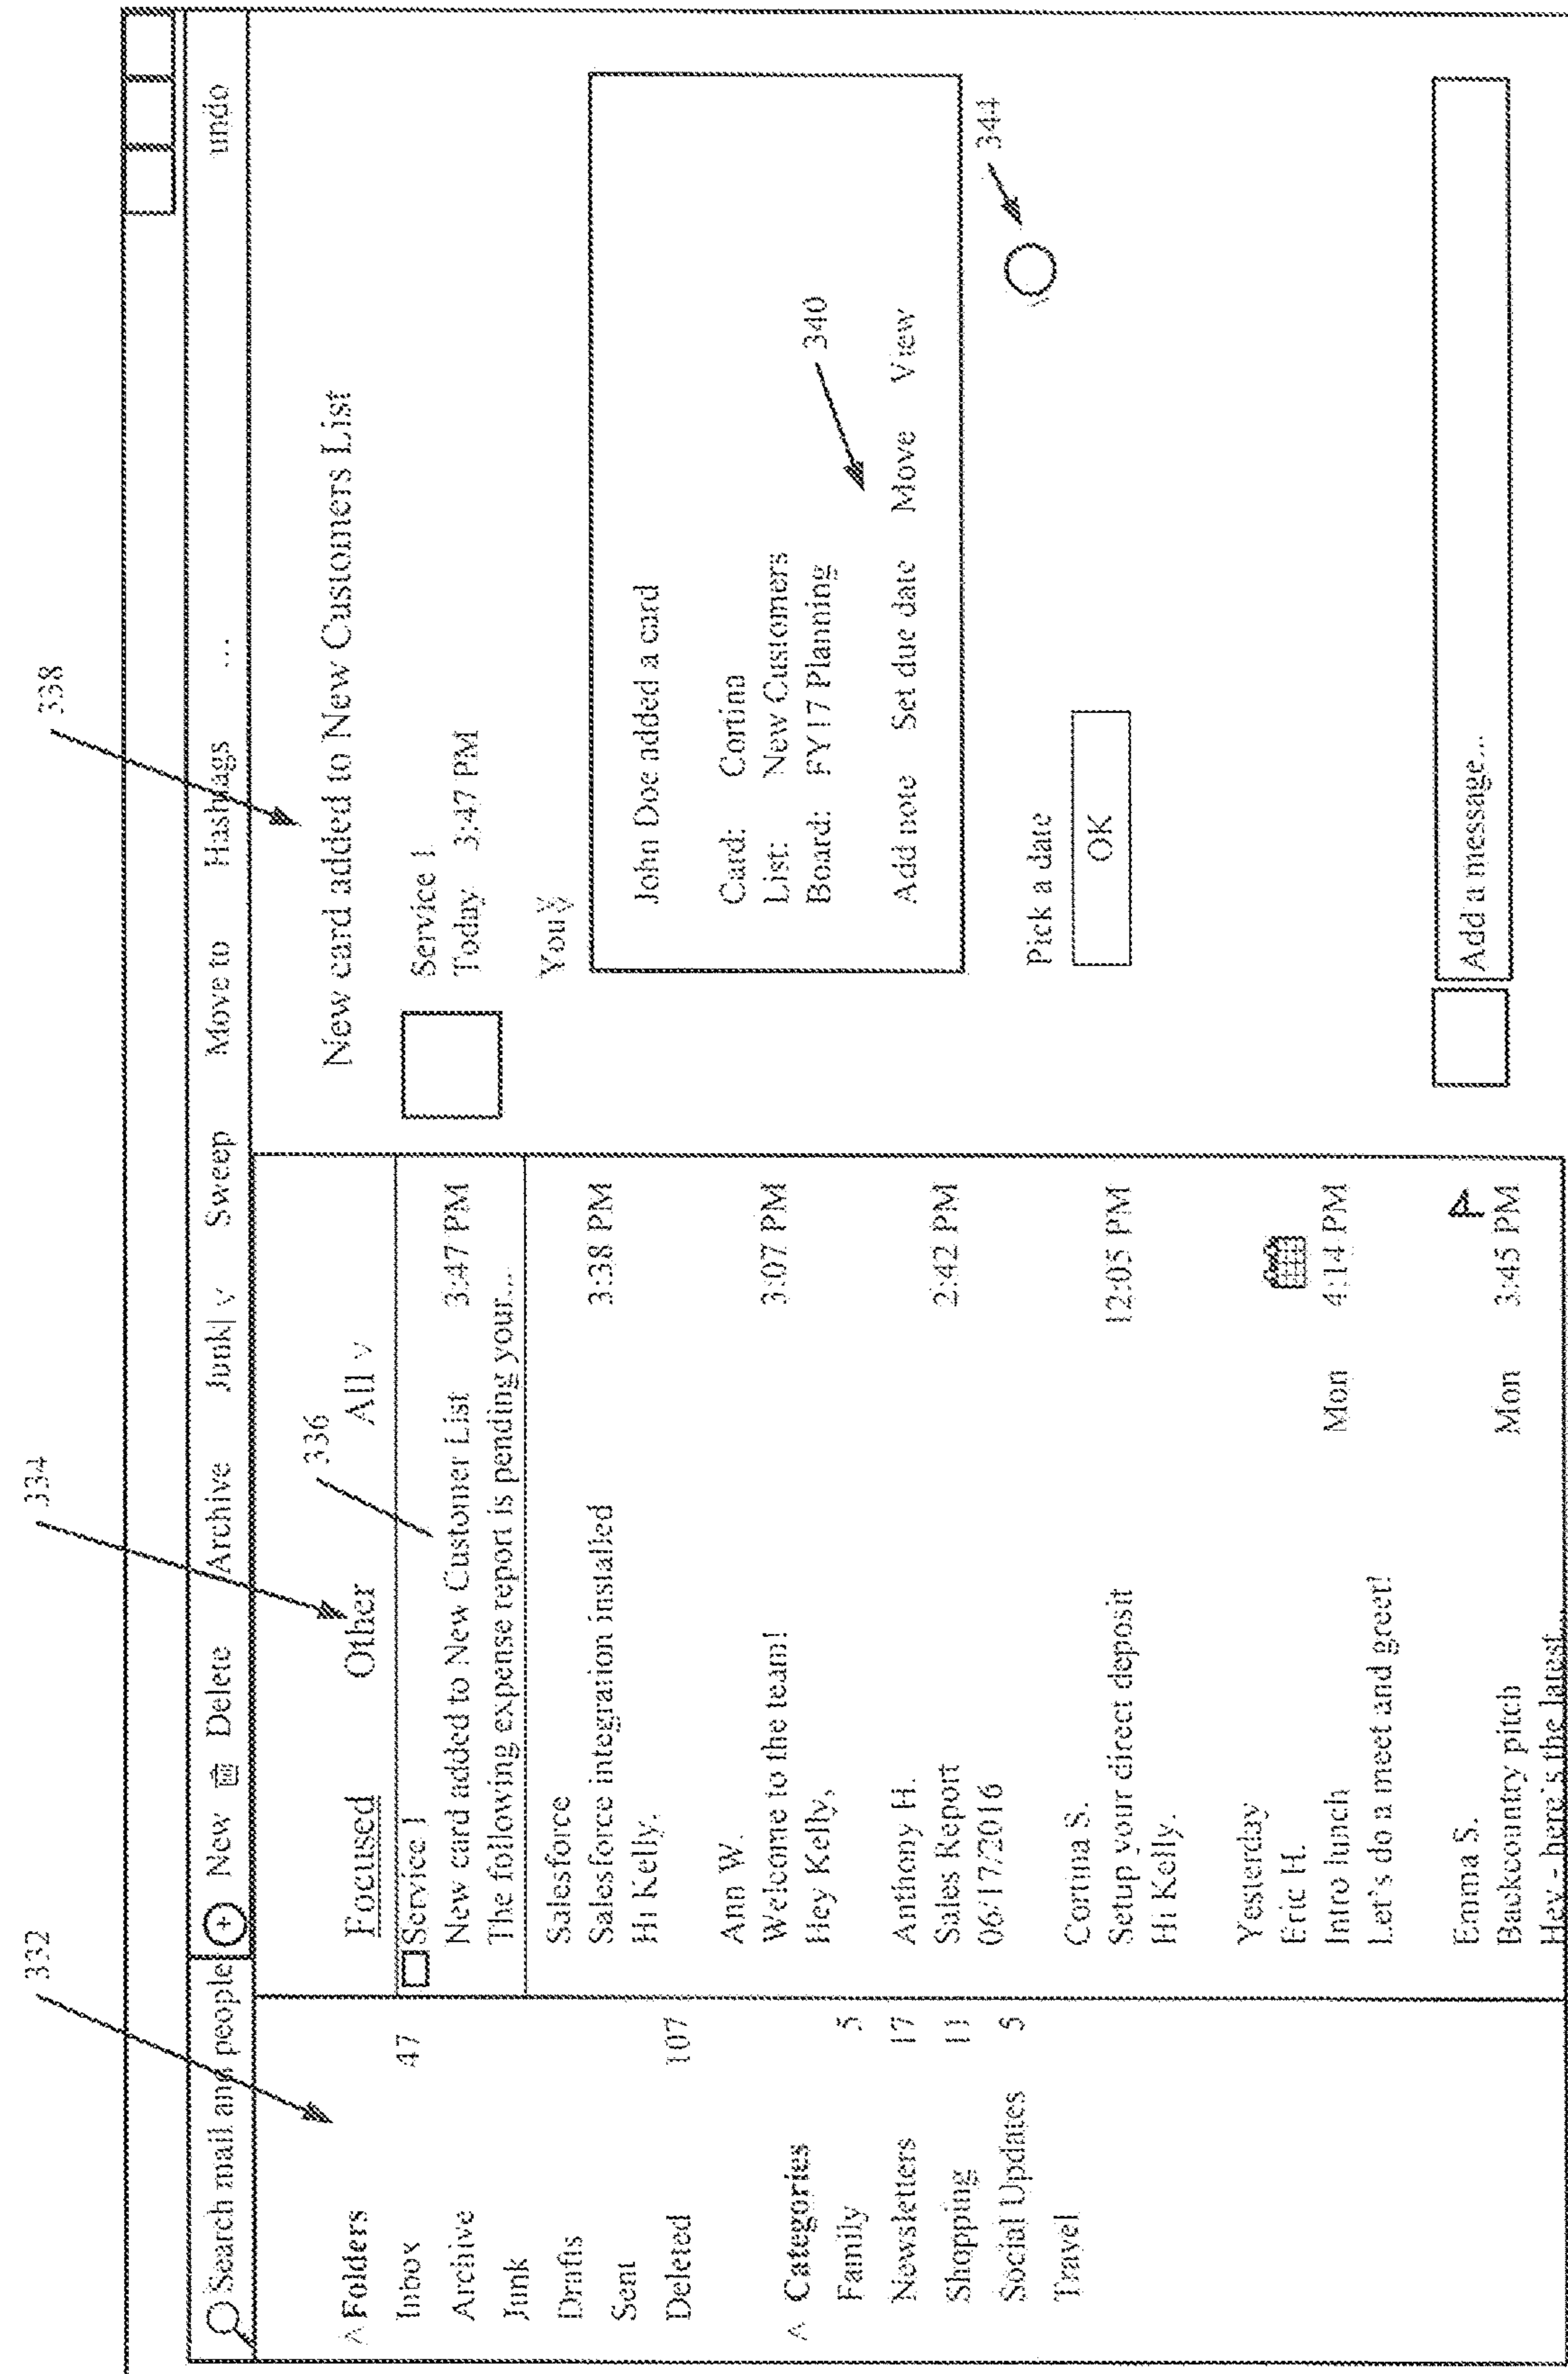 332
334
338
Search mail and people
New
Delete
Archive
Junk v
Sweep
Move to
Hashtags
...
undo
Folders
Inbox 47
Archive
Junk
Drafts
Sent
Deleted 107
Categories
Family 5
Newsletters 17
Shopping 11
Social Updates 5
Travel
Focused
Other
All v
336
Service 1
New card added to New Customer List 3:47 PM
The following expense report is pending your...
Salesforce
Salesforce integration installed 3:38 PM
Hi Kelly,
Ann W.
Welcome to the team! 3:07 PM
Hey Kelly,
Anthony H.
Sales Report 2:42 PM
06/17/2016
Cortina S.
Setup your direct deposit 12:05 PM
Hi Kelly,
Yesterday
Eric H.
Intro lunch Mon 4:14 PM
Let's do a meet and greet!
Emma S.
Backcountry pitch Mon 3:45 PM
Hey - here's the latest...
New card added to New Customers List
Service 1
Today 3:47 PM
You
John Doe added a card
Card: Cortina
List: New Customers
Board: FY17 Planning
340
Add note Set due date Move View
344
Pick a date
OK
Add a message...